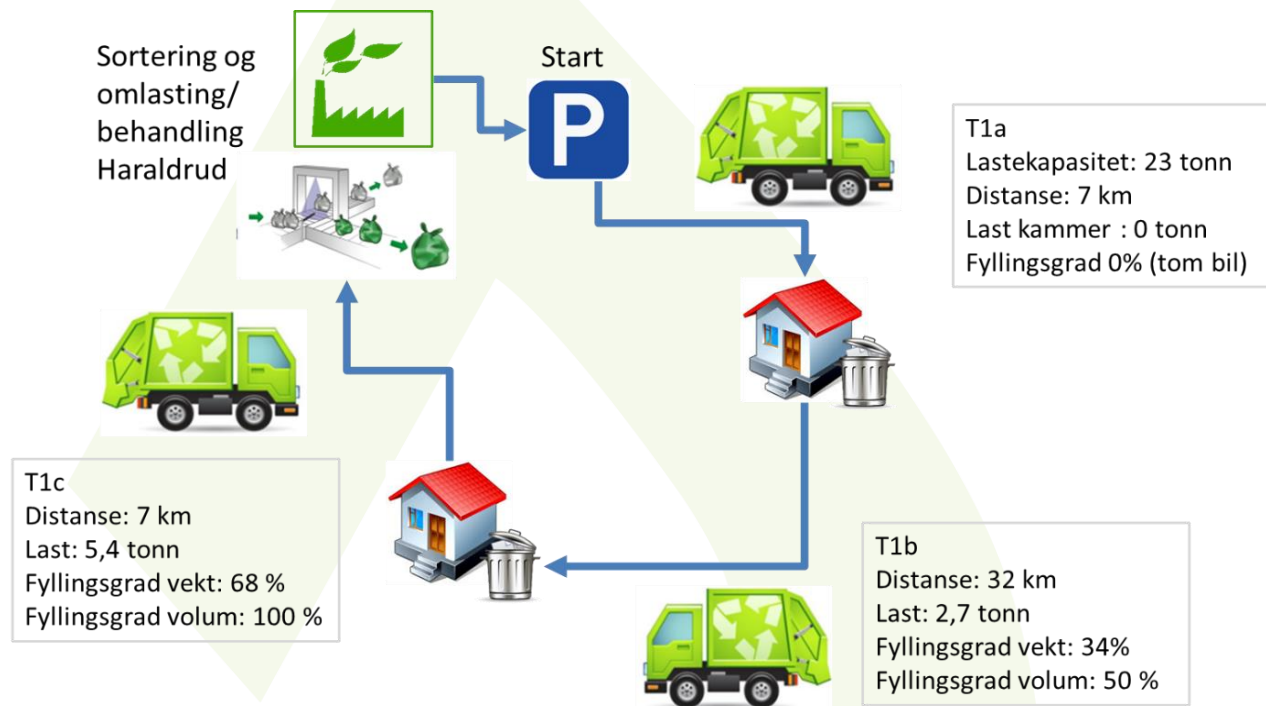 Sortering og
omlasting/
behandling
Haraldrud
Start
P
T1a
Lastekapasitet: 23 tonn
Distanse: 7 km
Last kammer : 0 tonn
Fyllingsgrad 0% (tom bil)
T1c
Distanse: 7 km
Last: 5,4 tonn
Fyllingsgrad vekt: 68 %
Fyllingsgrad volum: 100 %
T1b
Distanse: 32 km
Last: 2,7 tonn
Fyllingsgrad vekt: 34%
Fyllingsgrad volum: 50 %